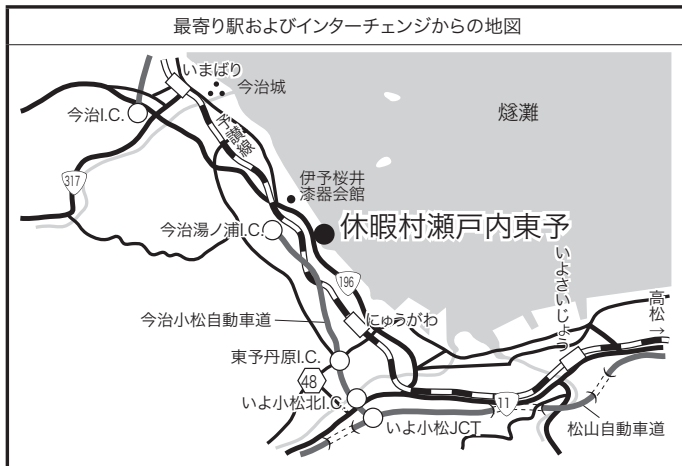 最寄り駅およびインターチェンジからの地図
いまばり
今治城
今治I.C.
燧灘
予讃線
伊予桜井
漆器会館
317
今治湯ノ浦I.C.
休暇村瀬戸内東予
196
いよさいじょう
高松→
今治小松自動車道
にゅうがわ
東予丹原I.C.
48
いよ小松北I.C.
11
いよ小松JCT
松山自動車道